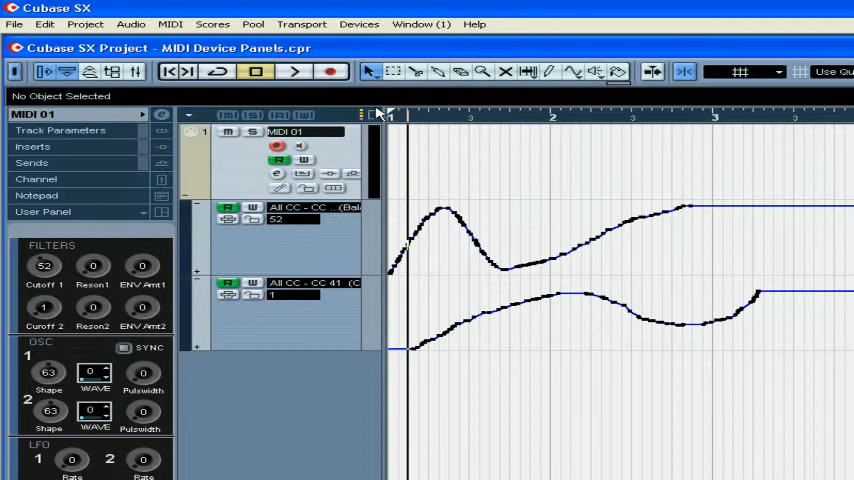 Cubase SX
File Edit Project Audio MIDI Scores Pool Transport Devices Window (1) Help
Cubase SX Project - MIDI Device Panels.cpr
Use Qu
No Object Selected
MIDI 01
Track Parameters
Inserts
Sends
Channel
Notepad
User Panel
1 m S MIDI 01
R W
e
R W All CC - CC ...(Bal
52
R W All CC - CC 41 (C
1
1 3 2 3 3 3
FILTERS
52 0 0
Cutoff 1 Reson1 ENV Amt1
1 0 0
Cutoff 2 Reson2 ENV Amt2
OSC
SYNC
1
63 0 0
Shape WAVE Pulswidth
2
63 0 0
Shape WAVE Pulswidth
LFO
1 0 2 0
Rate Rate